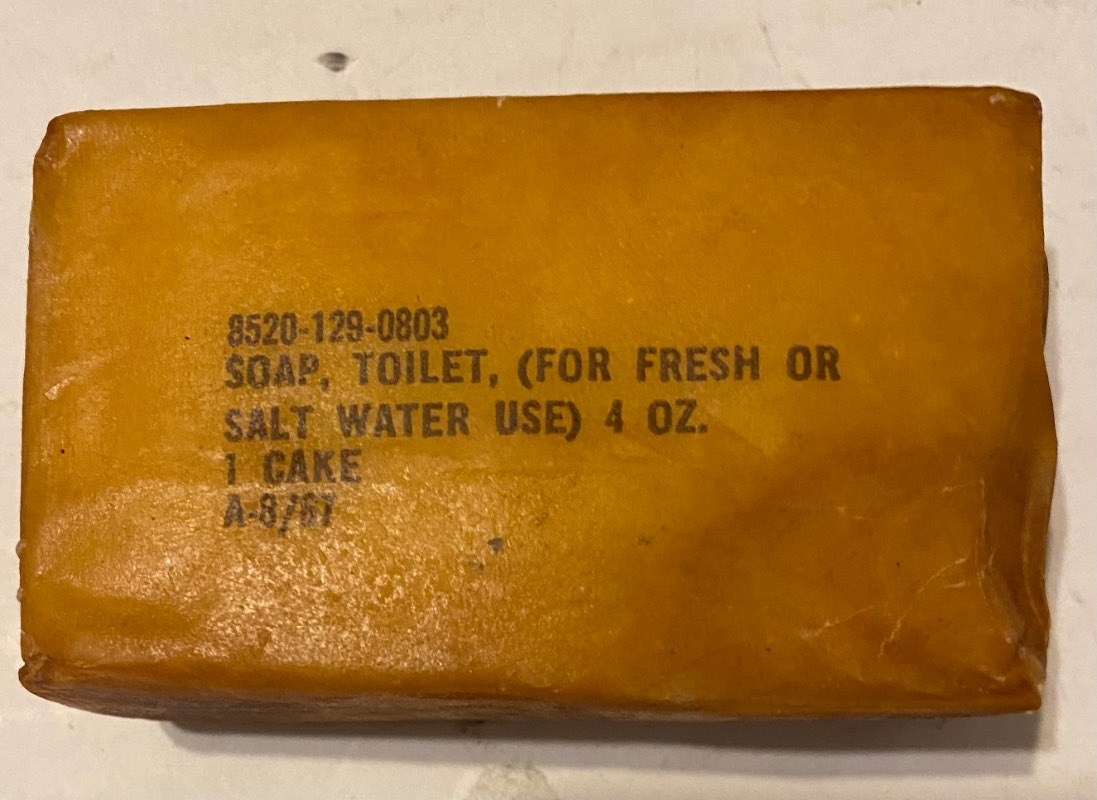 8520-129-0803
SOAP, TOILET, (FOR FRESH OR
SALT WATER USE) 4 OZ.
1 CAKE
A-8/67